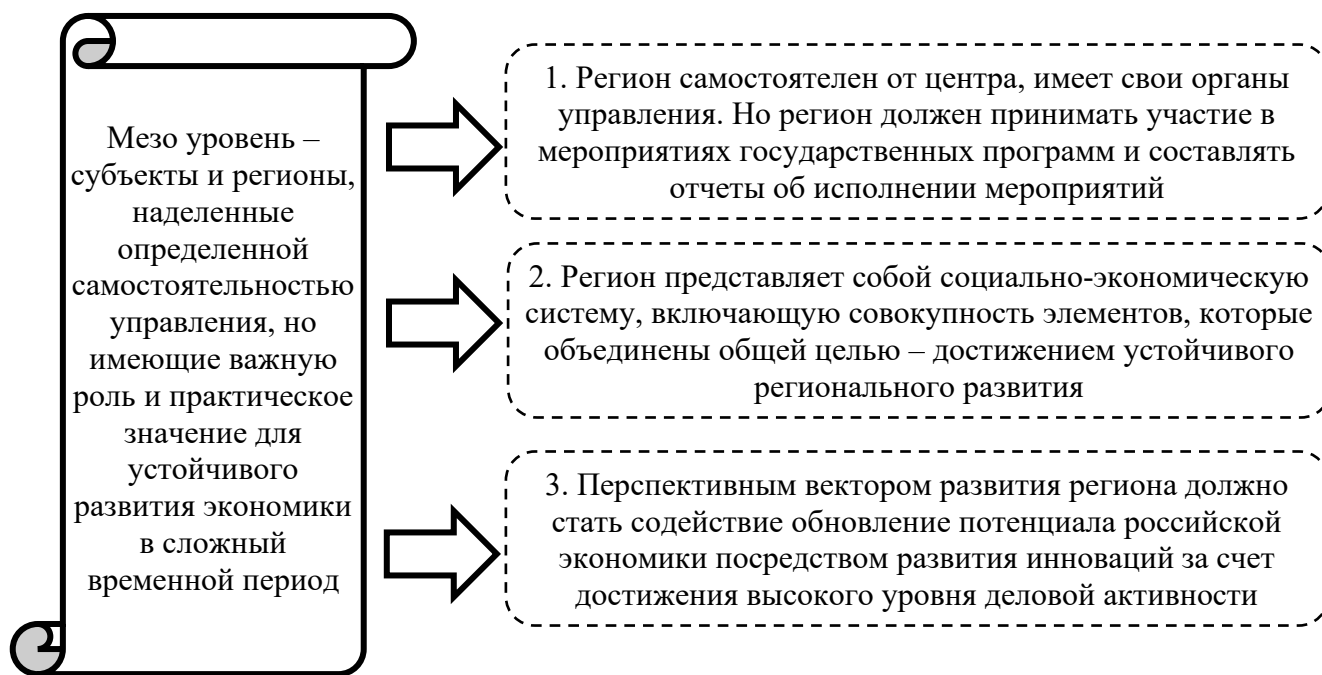 Мезо уровень –
субъекты и регионы,
наделенные
определенной
самостоятельностью
управления, но
имеющие важную
роль и практическое
значение для
устойчивого
развития экономики
в сложный
временной период
1. Регион самостоятелен от центра, имеет свои органы
управления. Но регион должен принимать участие в
мероприятиях государственных программ и составлять
отчеты об исполнении мероприятий
2. Регион представляет собой социально-экономическую
систему, включающую совокупность элементов, которые
объединены общей целью – достижением устойчивого
регионального развития
3. Перспективным вектором развития региона должно
стать содействие обновление потенциала российской
экономики посредством развития инноваций за счет
достижения высокого уровня деловой активности